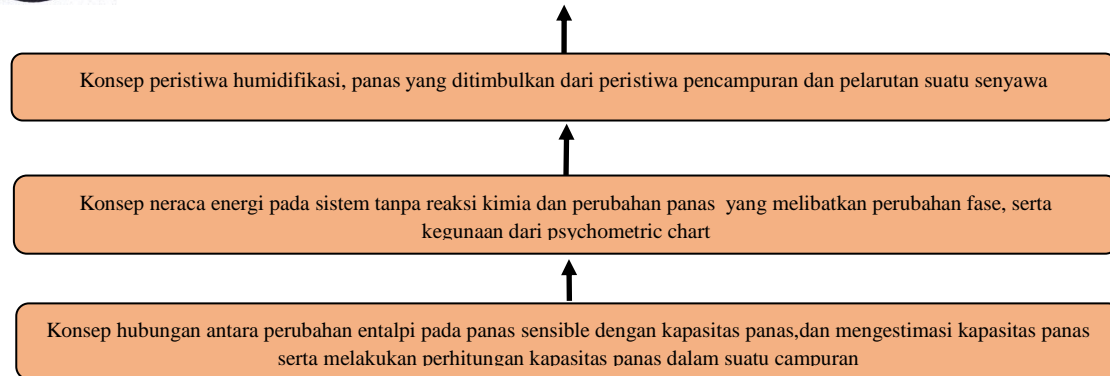 Konsep peristiwa humidifikasi, panas yang ditimbulkan dari peristiwa pencampuran dan pelarutan suatu senyawa
Konsep neraca energi pada sistem tanpa reaksi kimia dan perubahan panas yang melibatkan perubahan fase, serta
kegunaan dari psychometric chart
Konsep hubungan antara perubahan entalpi pada panas sensible dengan kapasitas panas,dan mengestimasi kapasitas panas
serta melakukan perhitungan kapasitas panas dalam suatu campuran